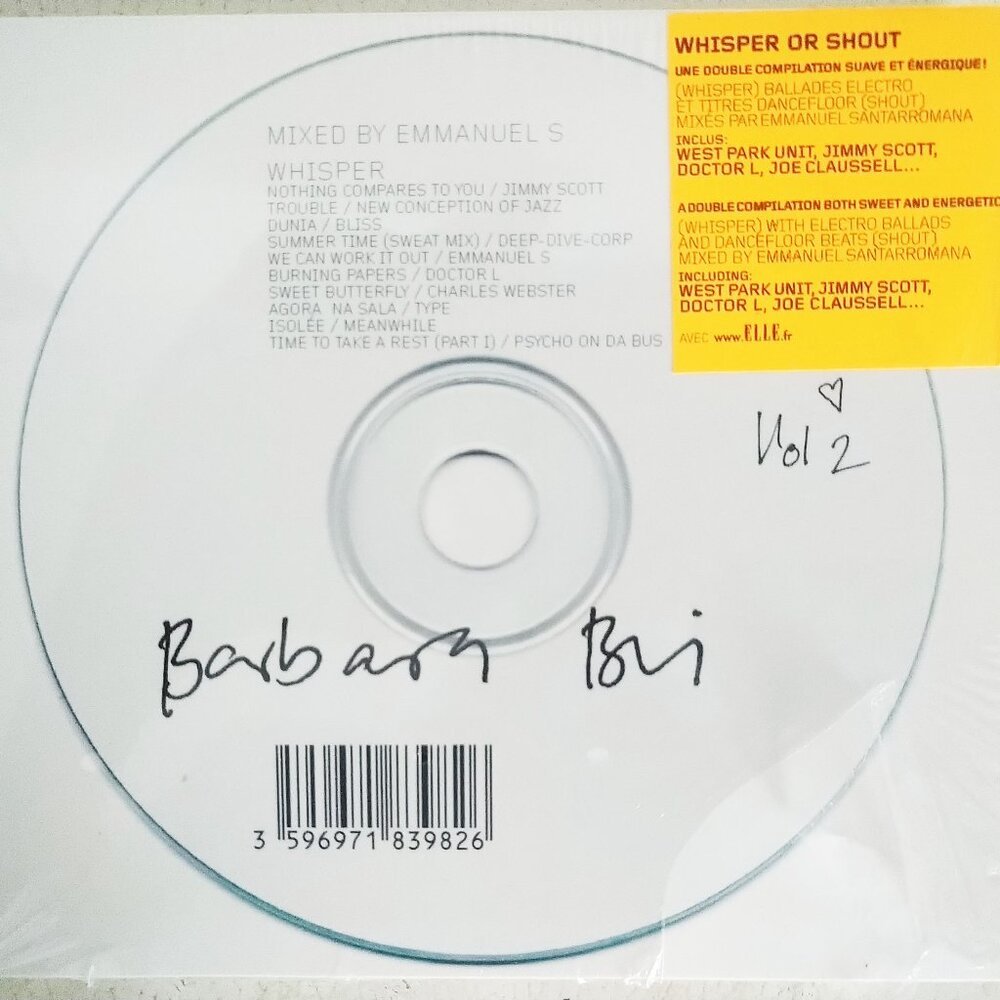 MIXED BY EMMANUEL S
WHISPER
NOTHING COMPARES TO YOU / JIMMY SCOTT
TROUBLE / NEW CONCEPTION OF JAZZ
DUNIA / BLISS
SUMMER TIME (SWEAT MIX) / DEEP-DIVE-CORP
WE CAN WORK IT OUT / EMMANUEL S
BURNING PAPERS / DOCTOR L
SWEET BUTTERFLY / CHARLES WEBSTER
AGORA NA SALA / TYPE
ISOLÉE / MEANWHILE
TIME TO TAKE A REST (PART I) / PSYCHO ON DA BUS
WHISPER OR SHOUT
UNE DOUBLE COMPILATION SUAVE ET ÉNERGIQUE!
(WHISPER) BALLADES ELECTRO
ET TITRES DANCEFLOOR (SHOUT)
MIXÉS PAR EMMANUEL SANTARROMANA
INCLUS:
WEST PARK UNIT, JIMMY SCOTT,
DOCTOR L, JOE CLAUSSELL...
A DOUBLE COMPILATION BOTH SWEET AND ENERGETIC
(WHISPER) WITH ELECTRO BALLADS
AND DANCEFLOOR BEATS (SHOUT)
MIXED BY EMMANUEL SANTARROMANA
INCLUDING:
WEST PARK UNIT, JIMMY SCOTT,
DOCTOR L, JOE CLAUSSELL...
AVEC www.ELLE.fr
Vol 2
Barbara Bui
3 596971 839826